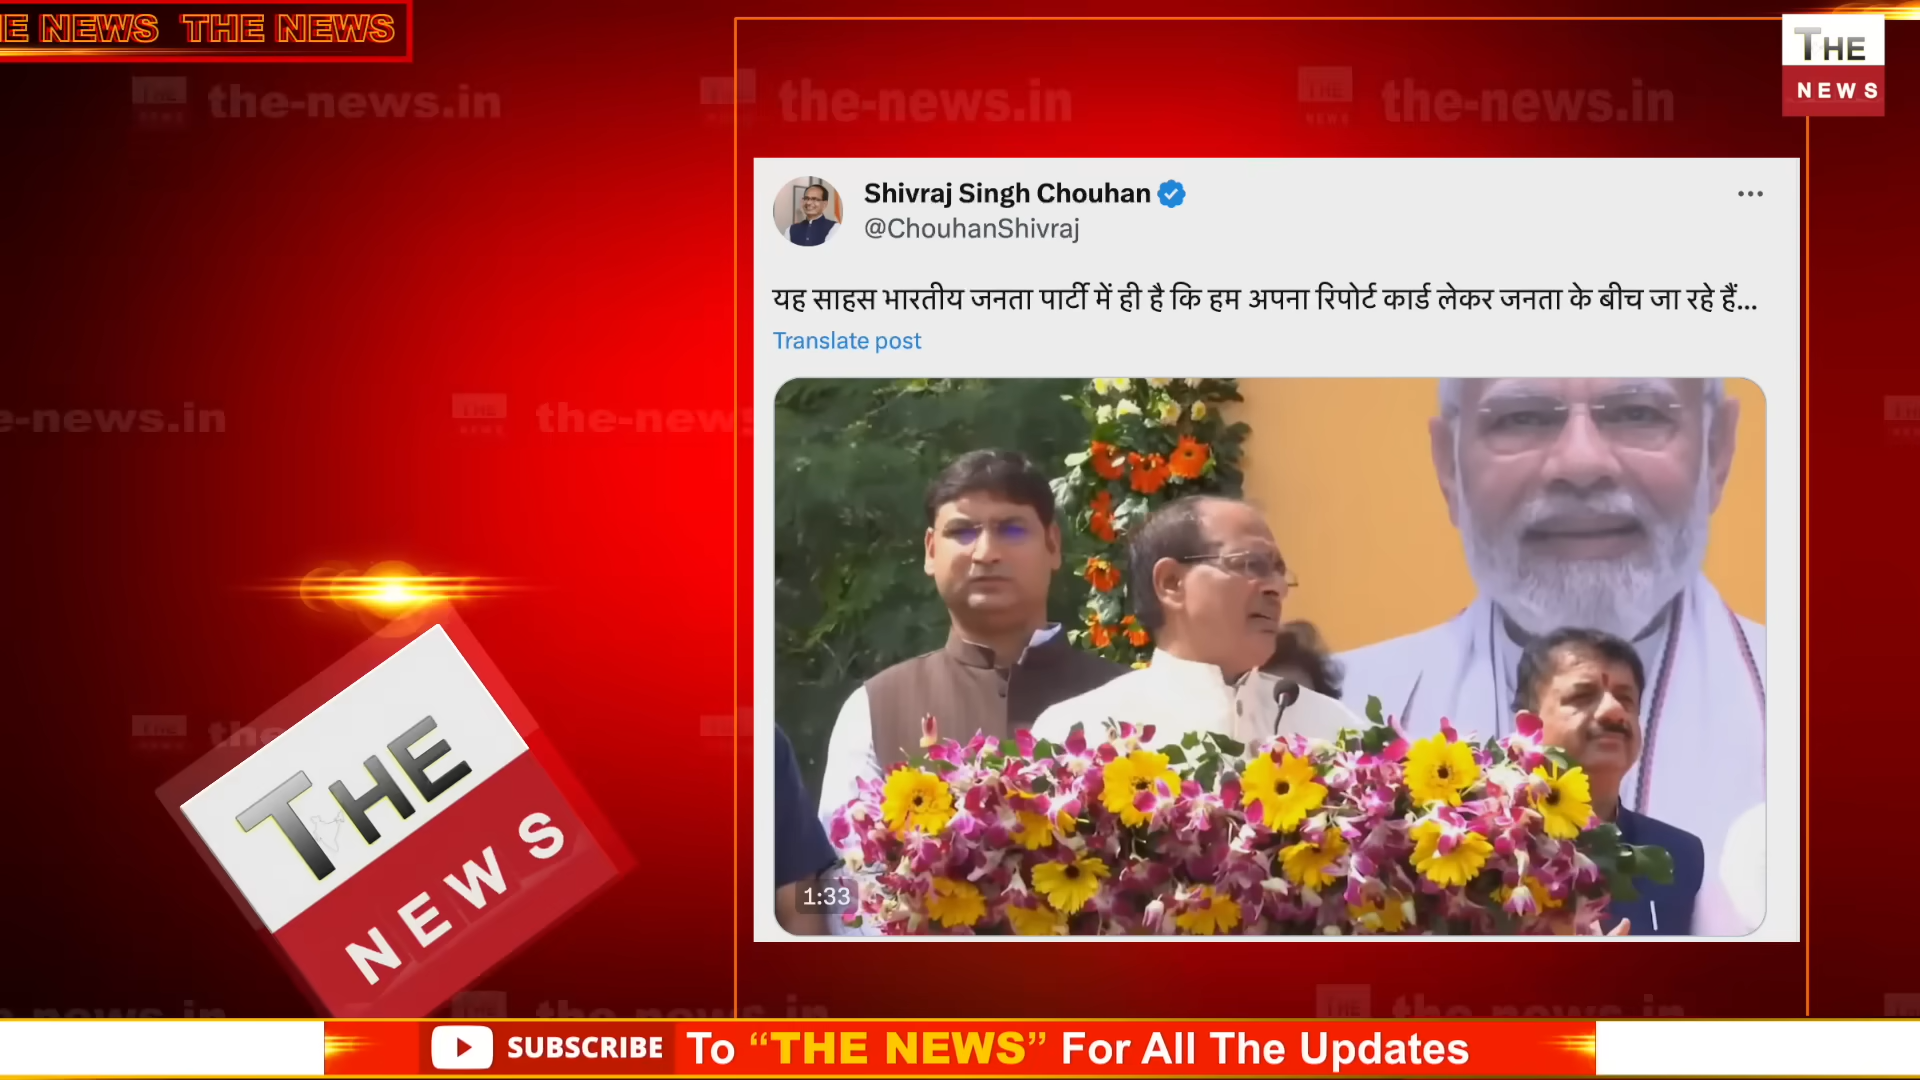 E NEWS THE NEWS
THE
NEWS
the-news.in
the-news.in
the-news.in
Shivraj Singh Chouhan
@ChouhanShivraj
यह साहस भारतीय जनता पार्टी में ही है कि हम अपना रिपोर्ट कार्ड लेकर जनता के बीच जा रहे हैं...
Translate post
e-news.in
THE
NEWS
the-news
THE
NEWS
1:33
SUBSCRIBE To “THE NEWS” For All The Updates